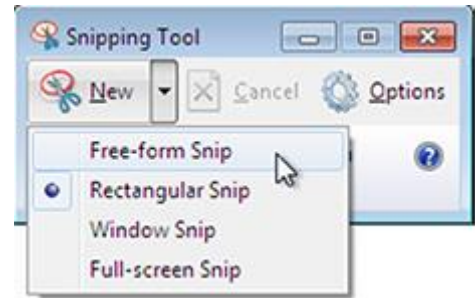 Snipping Tool
New Cancel Options
Free-form Snip
Rectangular Snip
Window Snip
Full-screen Snip